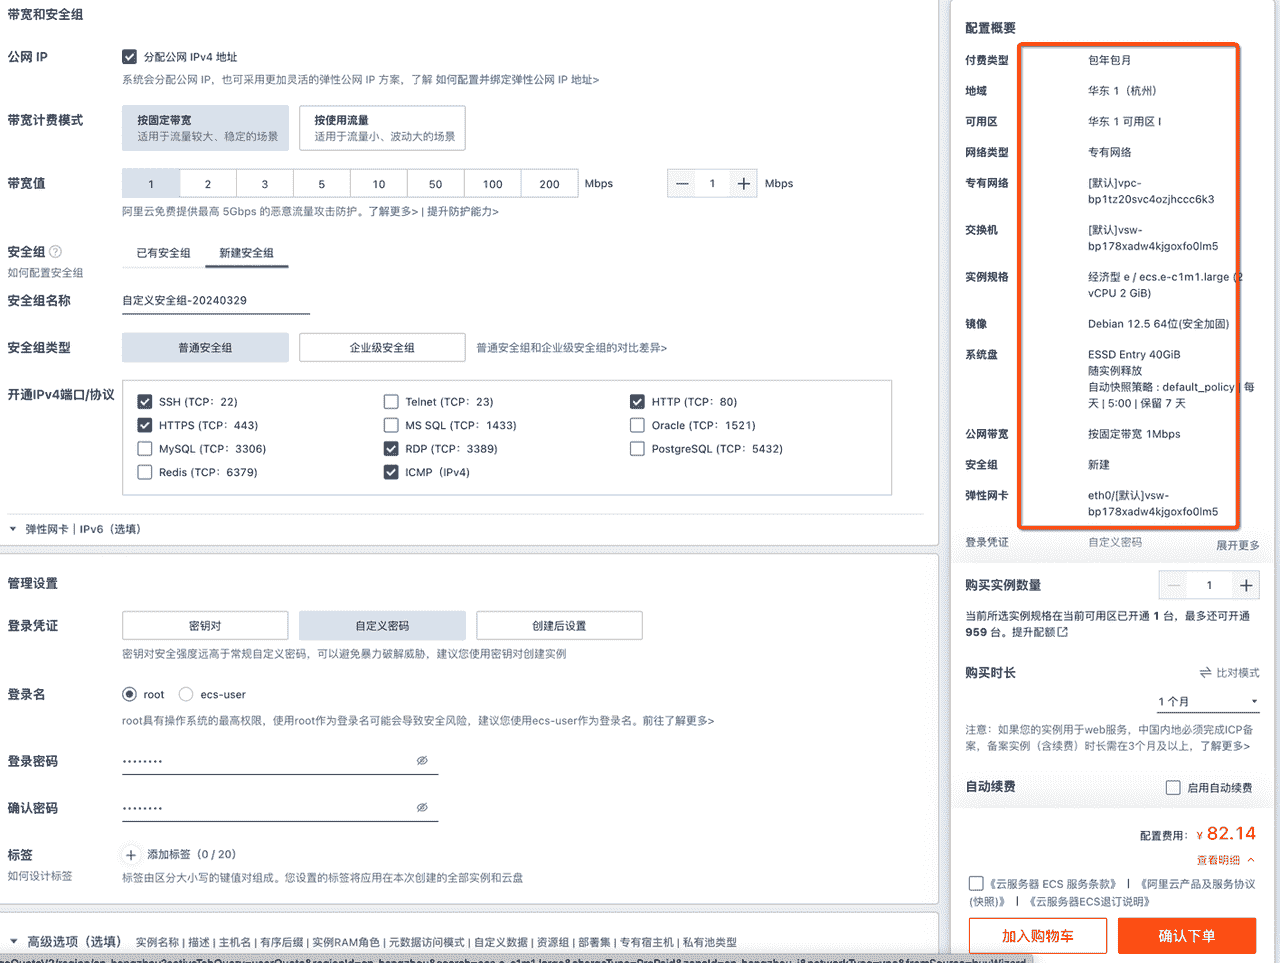 带宽和安全组
公网 IP
分配公网 IPv4 地址
系统会分配公网 IP，也可采用更加灵活的弹性公网 IP 方案，了解 如何配置并绑定弹性公网 IP 地址>
带宽计费模式
按固定带宽
适用于流量较大、稳定的场景
按使用流量
适用于流量小、波动大的场景
带宽值
1 2 3 5 10 50 100 200 Mbps
1 Mbps
阿里云免费提供最高 5Gbps 的恶意流量攻击防护。了解更多> | 提升防护能力>
安全组
如何配置安全组
已有安全组 新建安全组
安全组名称
自定义安全组-20240329
安全组类型
普通安全组 企业级安全组 普通安全组和企业级安全组的对比差异>
开通IPv4端口/协议
SSH (TCP：22) Telnet (TCP：23) HTTP (TCP：80)
HTTPS (TCP：443) MS SQL (TCP：1433) Oracle (TCP：1521)
MySQL (TCP：3306) RDP (TCP：3389) PostgreSQL (TCP：5432)
Redis (TCP：6379) ICMP（IPv4)
弹性网卡 | IPv6（选填）
管理设置
登录凭证
密钥对 自定义密码 创建后设置
密钥对安全强度远高于常规自定义密码，可以避免暴力破解威胁，建议您使用密钥对创建实例
登录名
root ecs-user
root具有操作系统的最高权限，使用root作为登录名可能会导致安全风险，建议您使用ecs-user作为登录名。前往了解更多>
登录密码
········
确认密码
········
标签
如何设计标签
添加标签（0 / 20）
标签由区分大小写的键值对组成。您设置的标签将应用在本次创建的全部实例和云盘
高级选项（选填） 实例名称 | 描述 | 主机名 | 有序后缀 | 实例RAM角色 | 元数据访问模式 | 自定义数据 | 资源组 | 部署集 | 专有宿主机 | 私有池类型
配置概要
付费类型 包年包月
地域 华东 1（杭州）
可用区 华东 1 可用区 I
网络类型 专有网络
专有网络 [默认]vpc-
bp1tz20svc4ozjhccc6k3
交换机 [默认]vsw-
bp178xadw4kjgoxfo0lm5
实例规格 经济型 e / ecs.e-c1m1.large (2
vCPU 2 GiB)
镜像 Debian 12.5 64位(安全加固)
系统盘 ESSD Entry 40GiB
随实例释放
自动快照策略 : default_policy | 每
天 | 5:00 | 保留 7 天
公网带宽 按固定带宽 1Mbps
安全组 新建
弹性网卡 eth0/[默认]vsw-
bp178xadw4kjgoxfo0lm5
登录凭证 自定义密码 展开更多
购买实例数量 1
当前所选实例规格在当前可用区已开通 1 台，最多还可开通
959 台。提升配额
购买时长 比对模式
1 个月
注意：如果您的实例用于web服务，中国内地必须完成ICP备
案，备案实例（含续费）时长需在3个月及以上，了解更多>
自动续费 启用自动续费
配置费用： ¥ 82.14
查看明细
《云服务器 ECS 服务条款》 | 《阿里云产品及服务协议
(快照)》 | 《云服务器ECS退订说明》
加入购物车 确认下单